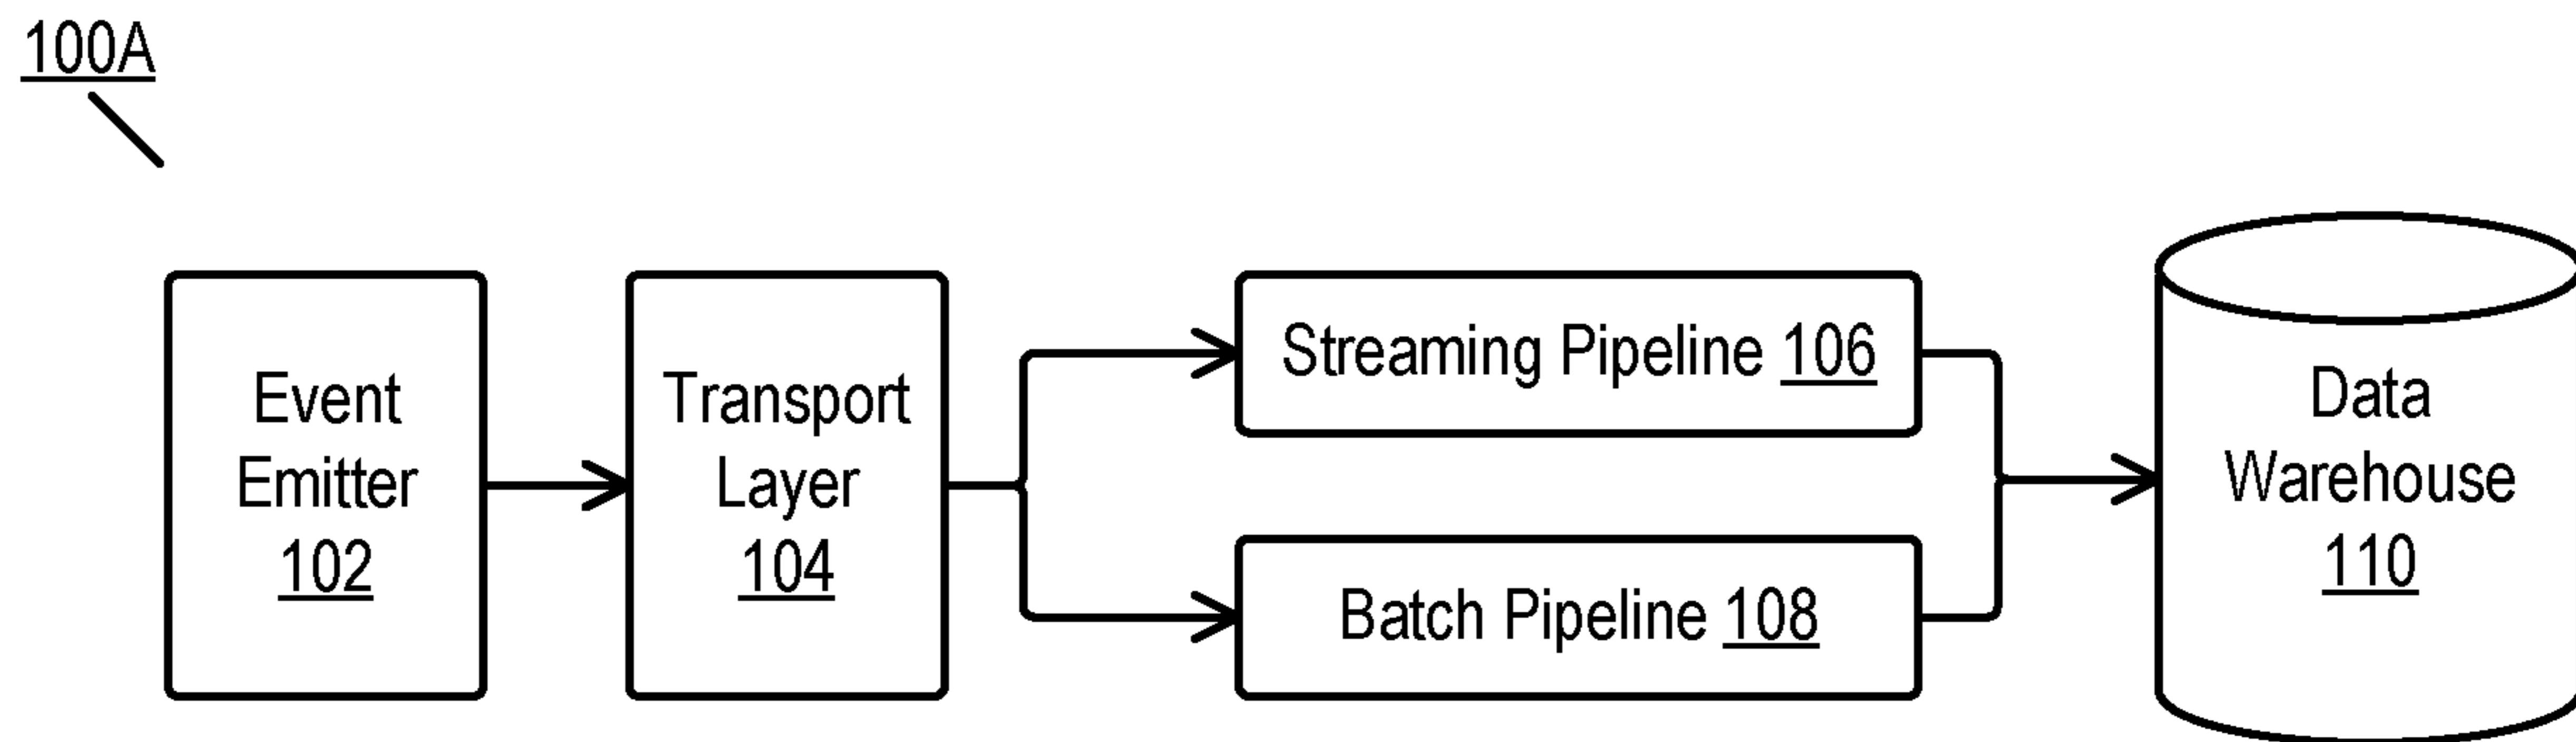 100A
Event
Emitter
102
Transport
Layer
104
Streaming Pipeline 106
Batch Pipeline 108
Data
Warehouse
110